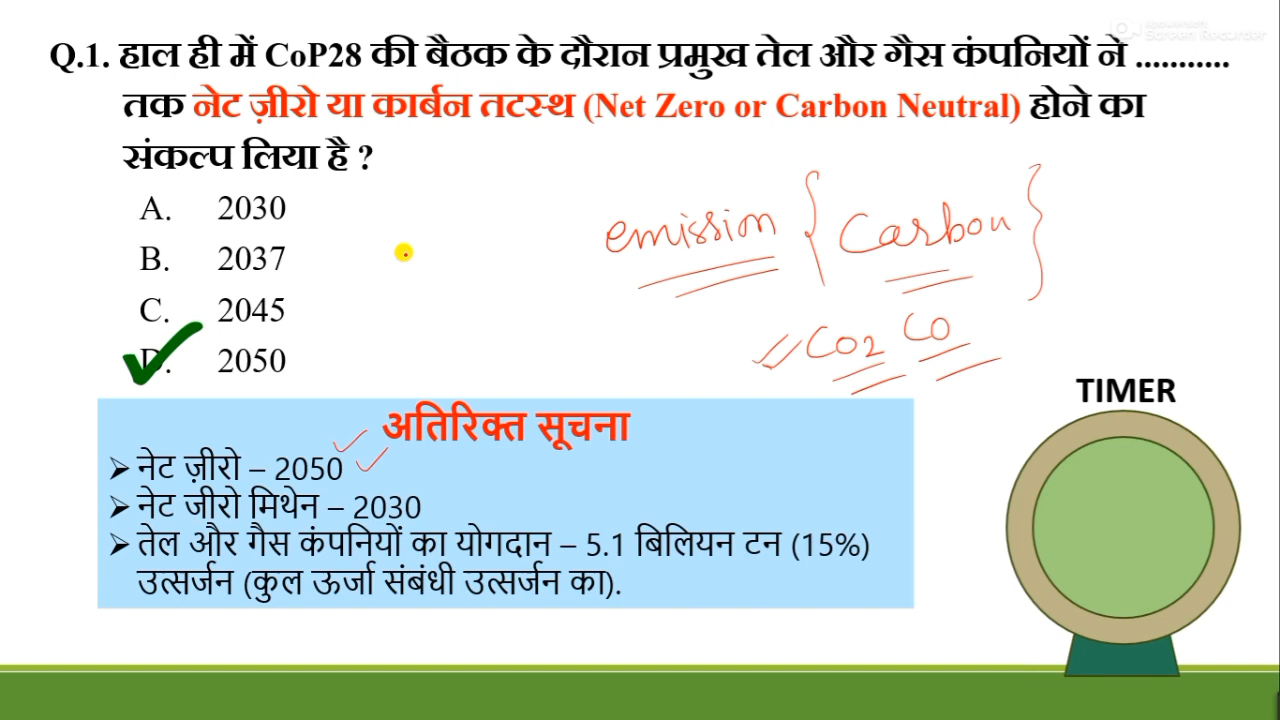 Screen Recorder
Q.1. हाल ही में CoP28 की बैठक के दौरान प्रमुख तेल और गैस कंपनियों ने ...........
तक नेट ज़ीरो या कार्बन तटस्थ (Net Zero or Carbon Neutral) होने का
संकल्प लिया है ?
A. 2030
B. 2037
C. 2045
D. 2050
emission { Carbon }
CO2 CO
TIMER
अतिरिक्त सूचना
➢ नेट ज़ीरो – 2050
➢ नेट जीरो मिथेन – 2030
➢ तेल और गैस कंपनियों का योगदान – 5.1 बिलियन टन (15%)
उत्सर्जन (कुल ऊर्जा संबंधी उत्सर्जन का).